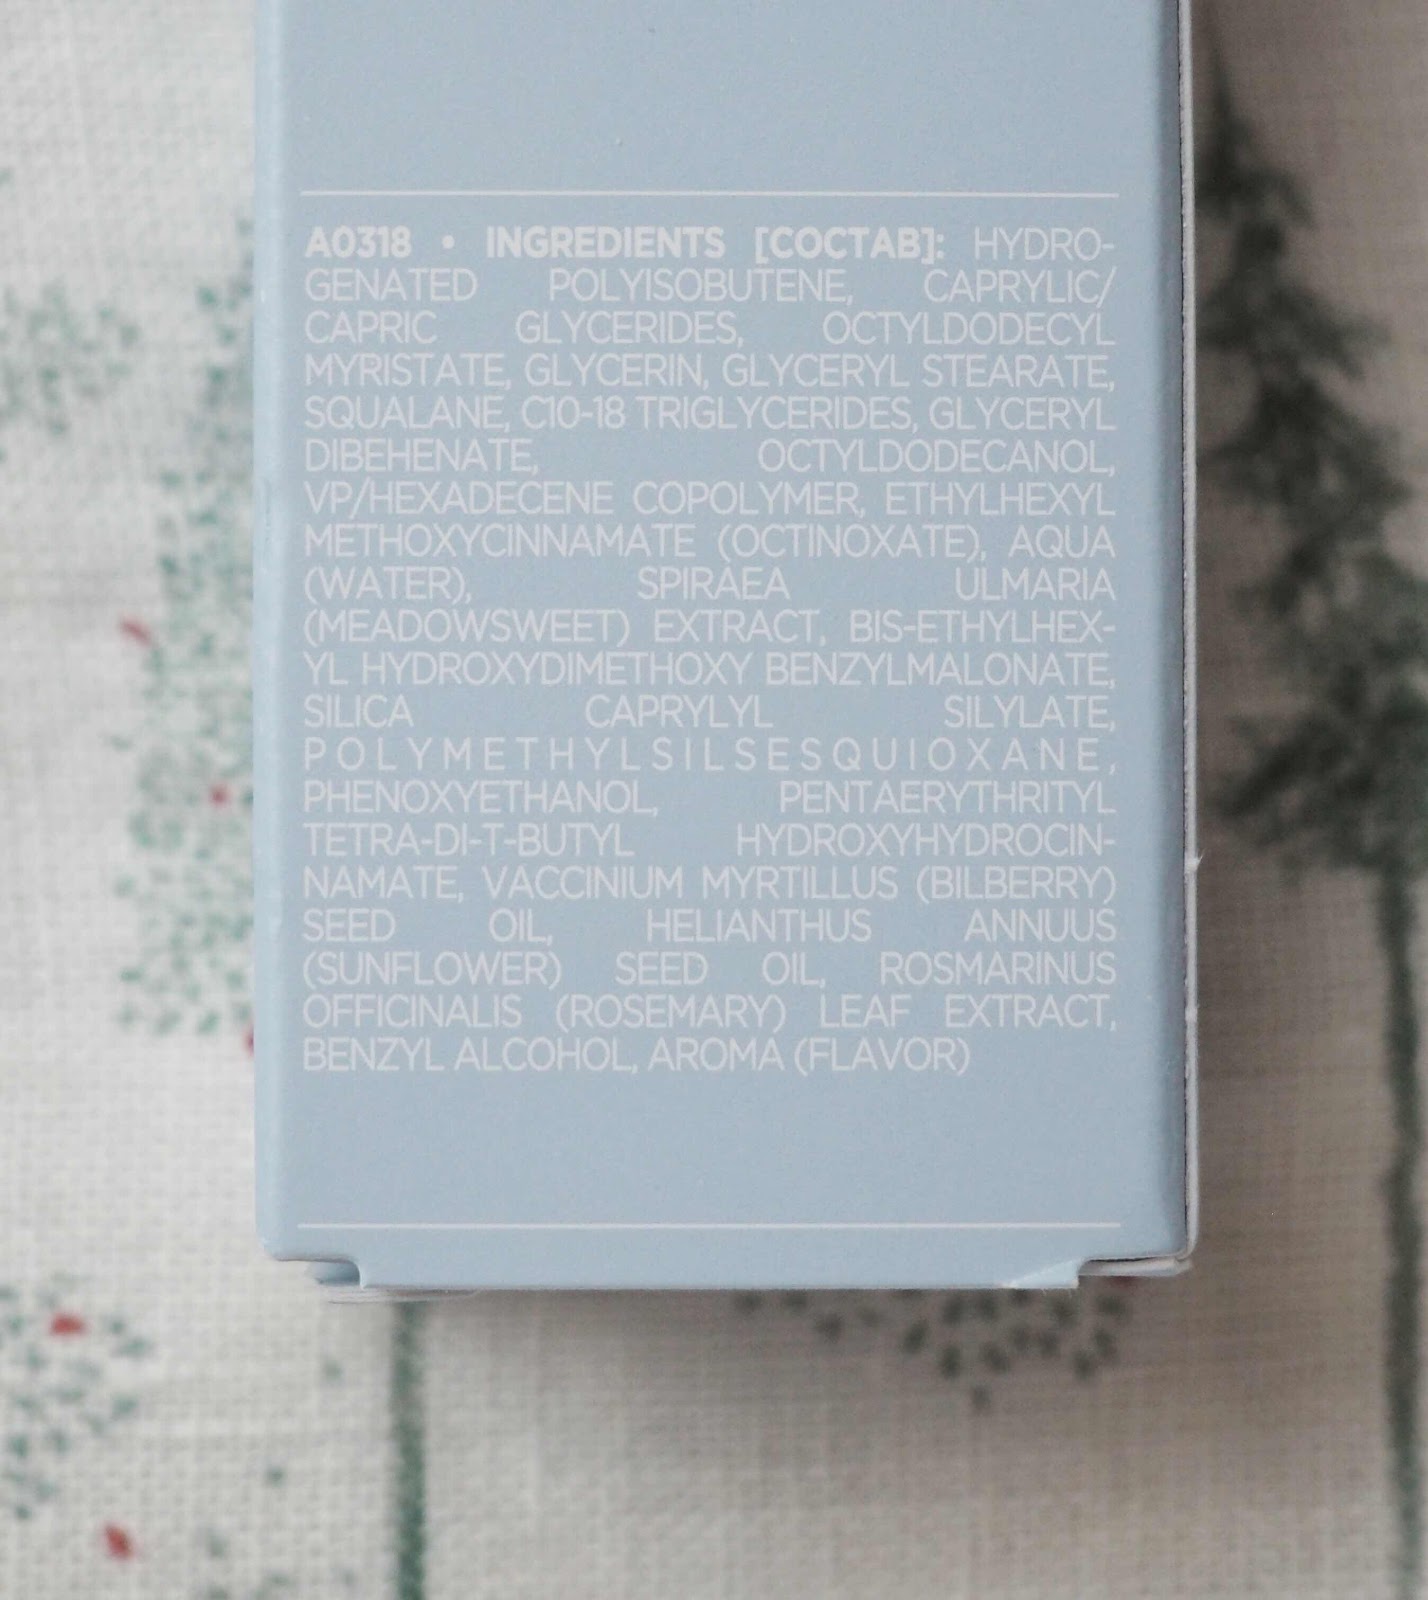 A0318 • INGREDIENTS [COCTAB]: HYDRO-
GENATED POLYISOBUTENE, CAPRYLIC/
CAPRIC GLYCERIDES, OCTYLDODECYL
MYRISTATE, GLYCERIN, GLYCERYL STEARATE,
SQUALANE, C10-18 TRIGLYCERIDES, GLYCERYL
DIBEHENATE, OCTYLDODECANOL,
VP/HEXADECENE COPOLYMER, ETHYLHEXYL
METHOXYCINNAMATE (OCTINOXATE), AQUA
(WATER), SPIRAEA ULMARIA
(MEADOWSWEET) EXTRACT, BIS-ETHYLHEX-
YL HYDROXYDIMETHOXY BENZYLMALONATE,
SILICA CAPRYLYL SILYLATE,
POLYMETHYLSILSESQUIOXANE,
PHENOXYETHANOL, PENTAERYTHRITYL
TETRA-DI-T-BUTYL HYDROXYHYDROCIN-
NAMATE, VACCINIUM MYRTILLUS (BILBERRY)
SEED OIL, HELIANTHUS ANNUUS
(SUNFLOWER) SEED OIL, ROSMARINUS
OFFICINALIS (ROSEMARY) LEAF EXTRACT,
BENZYL ALCOHOL, AROMA (FLAVOR)